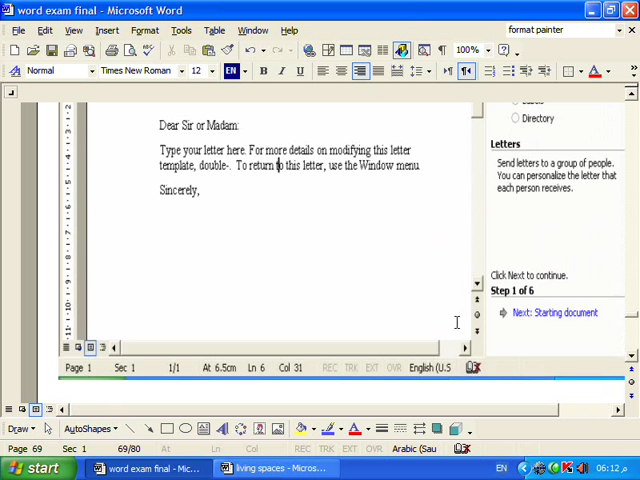 word exam final - Microsoft Word
File Edit View Insert Format Tools Table Window Help format painter
100%
Normal Times New Roman 12 EN B I U
Directory
Dear Sir or Madam:
Type your letter here. For more details on modifying this letter
template, double-. To return to this letter, use the Window menu.
Sincerely,
Letters
Send letters to a group of people.
You can personalize the letter that
each person receives.
Click Next to continue.
Step 1 of 6
Next: Starting document
Page 1 Sec 1 1/1 At 6.5cm Ln 6 Col 31 REC TRK EXT OVR English (U.S
Draw AutoShapes
Page 69 Sec 1 69/80 At Ln Col REC TRK EXT OVR Arabic (Sau
start word exam final - Mic... living spaces - Microso... EN 06:12 م